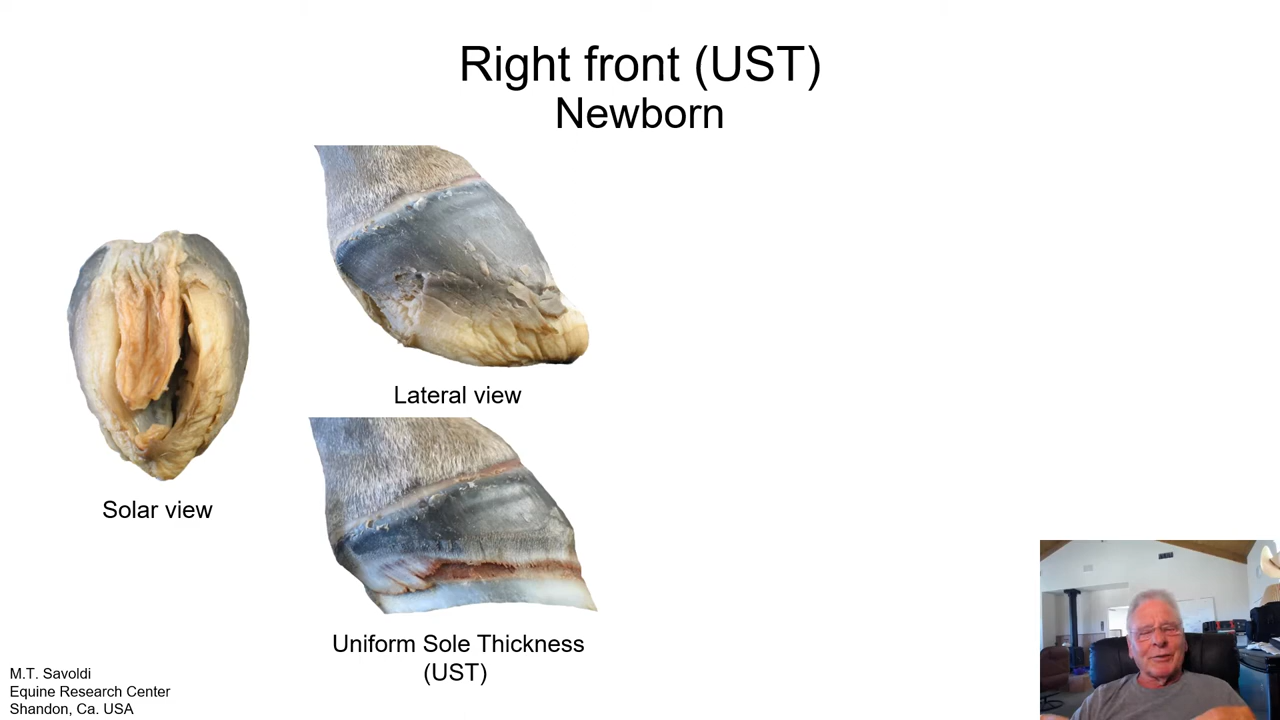 Right front (UST)
Newborn
Lateral view
Solar view
Uniform Sole Thickness
(UST)
M.T. Savoldi
Equine Research Center
Shandon, Ca. USA